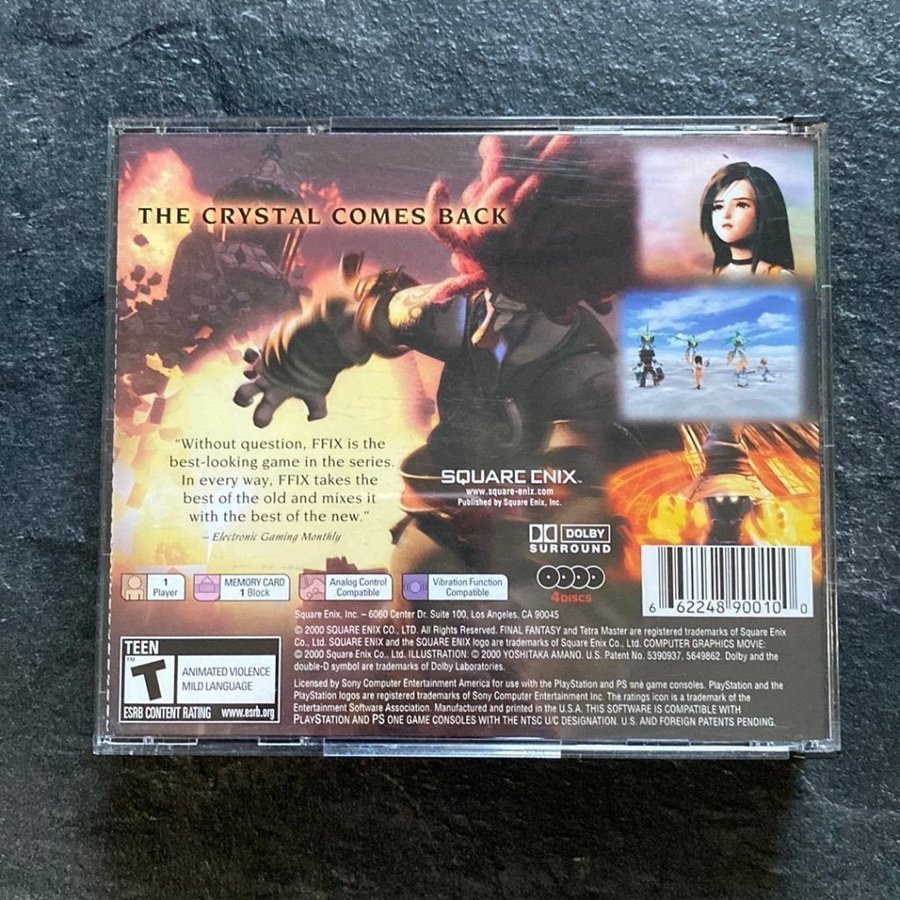 THE CRYSTAL COMES BACK
"Without question, FFIX is the
best-looking game in the series.
In every way, FFIX takes the
best of the old and mixes it
with the best of the new."
– Electronic Gaming Monthly
SQUARE ENIX™
www.square-enix.com
Published by Square Enix, Inc.
DOLBY
SURROUND
1
Player
MEMORY CARD
1 Block
Analog Control
Compatible
Vibration Function
Compatible
4 DISCS
6 62248 90010 0
Square Enix, Inc. – 6060 Center Dr. Suite 100, Los Angeles, CA 90045
© 2000 SQUARE ENIX CO., LTD. All Rights Reserved. FINAL FANTASY and Tetra Master are registered trademarks of Square Enix
Co., Ltd. SQUARE ENIX and the SQUARE ENIX logo are trademarks of Square Enix Co., Ltd. COMPUTER GRAPHICS MOVIE:
© 2000 Square Enix Co., Ltd. ILLUSTRATION: © 2000 YOSHITAKA AMANO. U.S. Patent No. 5390937, 5649862. Dolby and the
double-D symbol are trademarks of Dolby Laboratories.
Licensed by Sony Computer Entertainment America for use with the PlayStation and PS one game consoles. PlayStation and the
PlayStation logos are registered trademarks of Sony Computer Entertainment Inc. The ratings icon is a trademark of the
Entertainment Software Association. Manufactured and printed in the U.S.A. THIS SOFTWARE IS COMPATIBLE WITH
PLAYSTATION AND PS ONE GAME CONSOLES WITH THE NTSC U/C DESIGNATION. U.S. AND FOREIGN PATENTS PENDING.
TEEN
T
ANIMATED VIOLENCE
MILD LANGUAGE
ESRB CONTENT RATING www.esrb.org